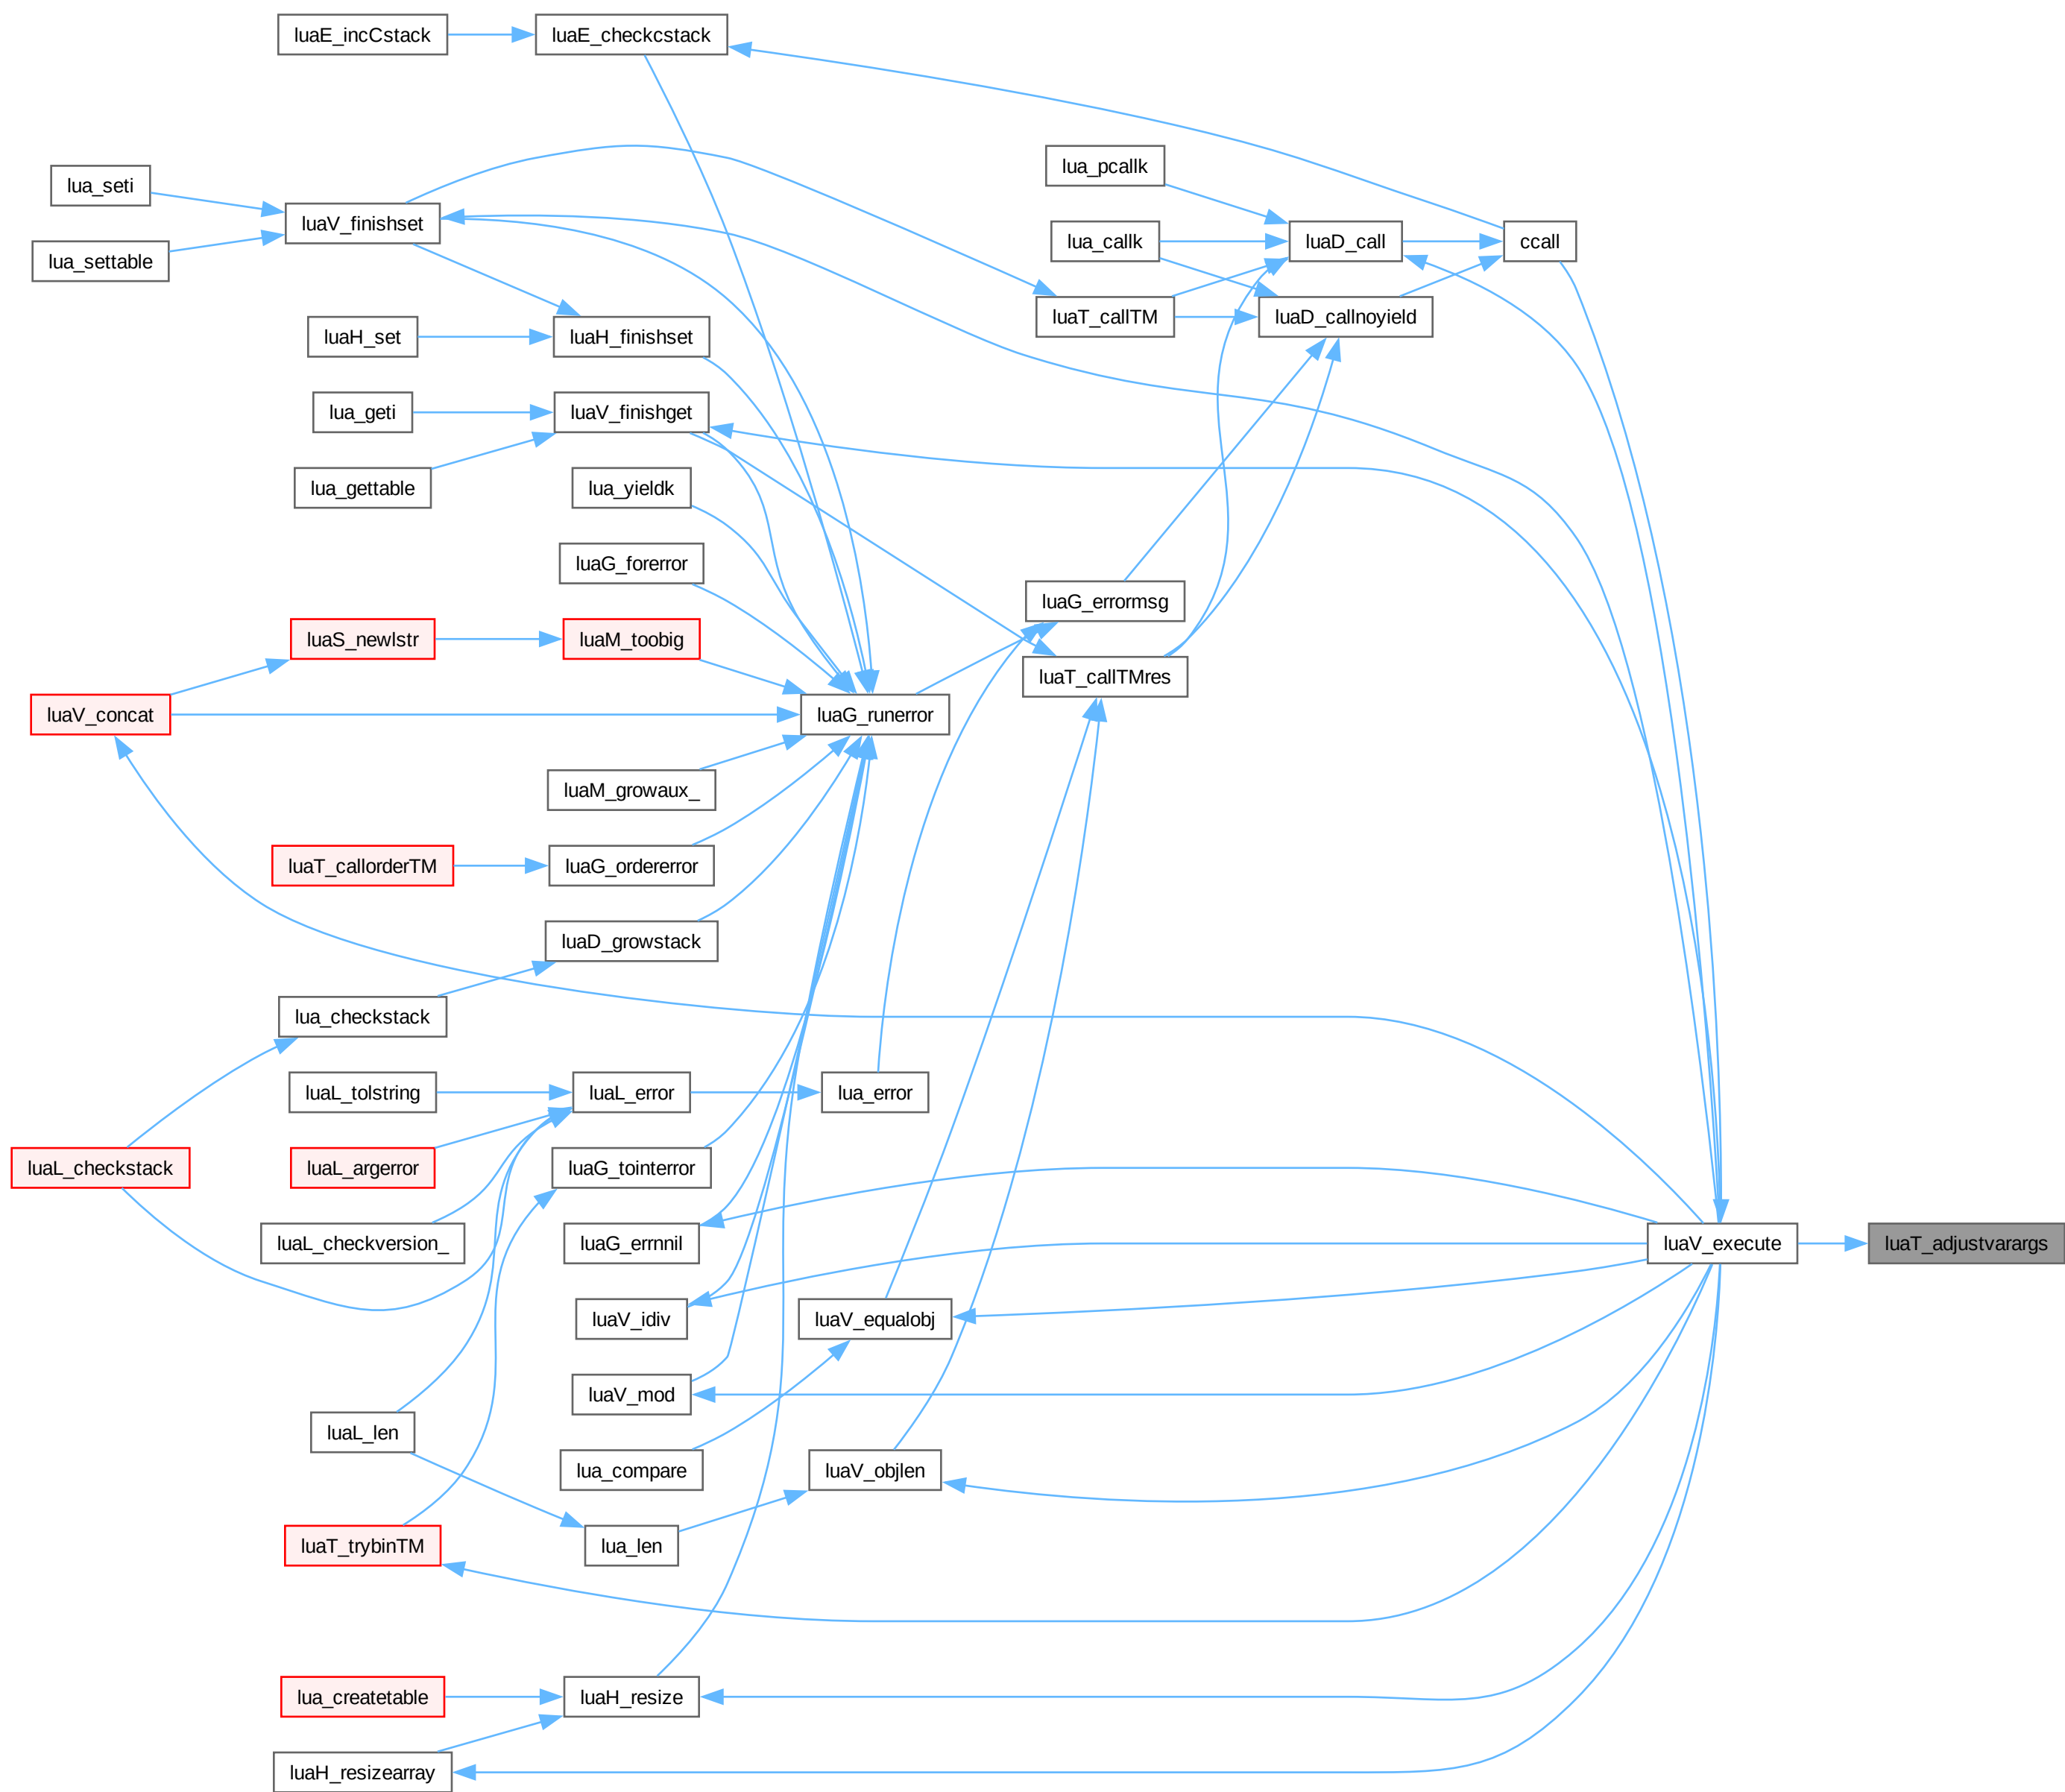 luaE_incCstack
luaE_checkcstack
lua_pcallk
lua_seti
luaV_finishset
lua_callk
luaD_call
ccall
lua_settable
luaT_callTM
luaD_callnoyield
luaH_set
luaH_finishset
lua_geti
luaV_finishget
lua_gettable
lua_yieldk
luaG_forerror
luaG_errormsg
luaS_newlstr
luaM_toobig
luaT_callTMres
luaV_concat
luaG_runerror
luaM_growaux_
luaT_callorderTM
luaG_ordererror
luaD_growstack
lua_checkstack
luaL_tolstring
luaL_error
lua_error
luaL_checkstack
luaL_argerror
luaG_tointerror
luaL_checkversion_
luaG_errnnil
luaV_execute
luaT_adjustvarargs
luaV_idiv
luaV_equalobj
luaV_mod
luaL_len
lua_compare
luaV_objlen
luaT_trybinTM
lua_len
lua_createtable
luaH_resize
luaH_resizearray